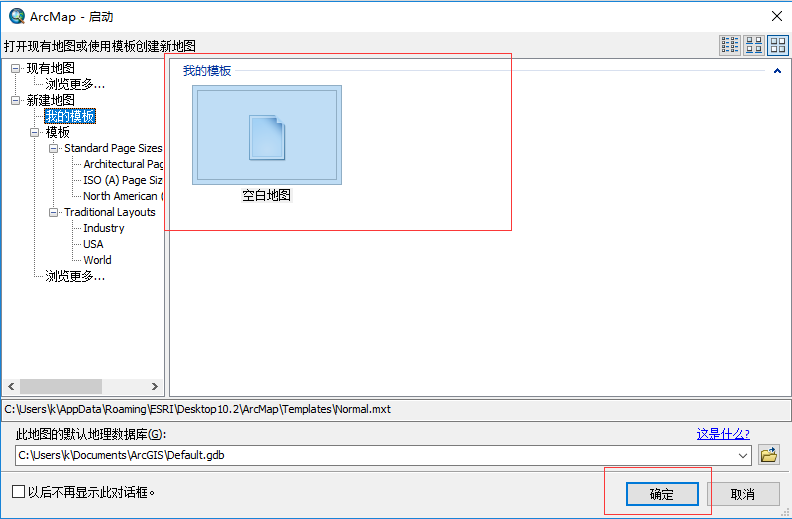 ArcMap - 启动
打开现有地图或使用模板创建新地图
现有地图
浏览更多...
新建地图
我的模板
模板
Standard Page Sizes
Architectural Pag
ISO (A) Page Siz
North American (
Traditional Layouts
Industry
USA
World
浏览更多...
我的模板
空白地图
C:\Users\k\AppData\Roaming\ESRI\Desktop10.2\ArcMap\Templates\Normal.mxt
此地图的默认地理数据库(G):
这是什么?
C:\Users\k\Documents\ArcGIS\Default.gdb
以后不再显示此对话框。
确定
取消